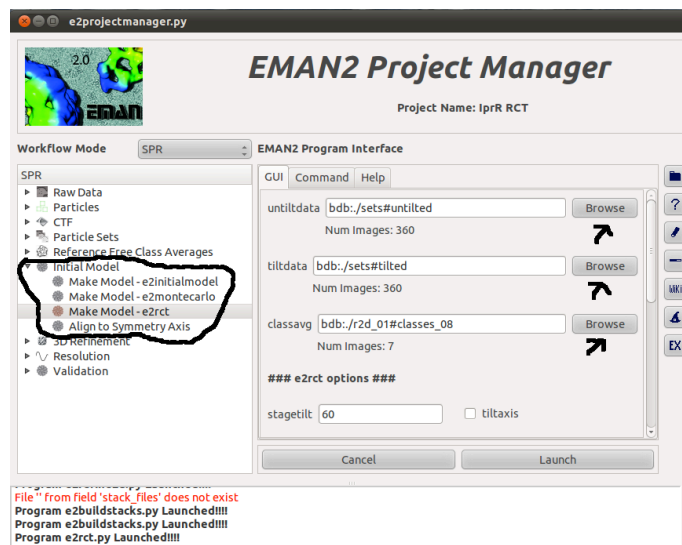 e2projectmanager.py
2.0
EMAN
EMAN2 Project Manager
Project Name: IprR RCT
Workflow Mode SPR EMAN2 Program Interface
SPR
Raw Data
Particles
CTF
Particle Sets
Reference Free Class Averages
Initial Model
Make Model - e2initialmodel
Make Model - e2montecarlo
Make Model - e2rct
Align to Symmetry Axis
3D Refinement
Resolution
Validation
GUI Command Help
untiltdata bdb:./sets#untilted Browse
Num Images: 360
tiltdata bdb:./sets#tilted Browse
Num Images: 360
classavg bdb:./r2d_01#classes_08 Browse
Num Images: 7
### e2rct options ###
stagetilt 60 tiltaxis
Cancel Launch
?
WIKI
EX
File '' from field 'stack_files' does not exist
Program e2buildstacks.py Launched!!!!
Program e2buildstacks.py Launched!!!!
Program e2rct.py Launched!!!!